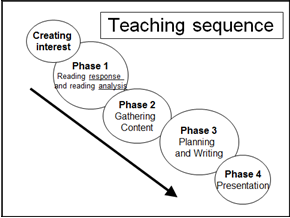 Teaching sequence
Creating
interest
Phase 1
Reading response
and reading analysis
Phase 2
Gathering
Content
Phase 3
Planning
and Writing
Phase 4
Presentation